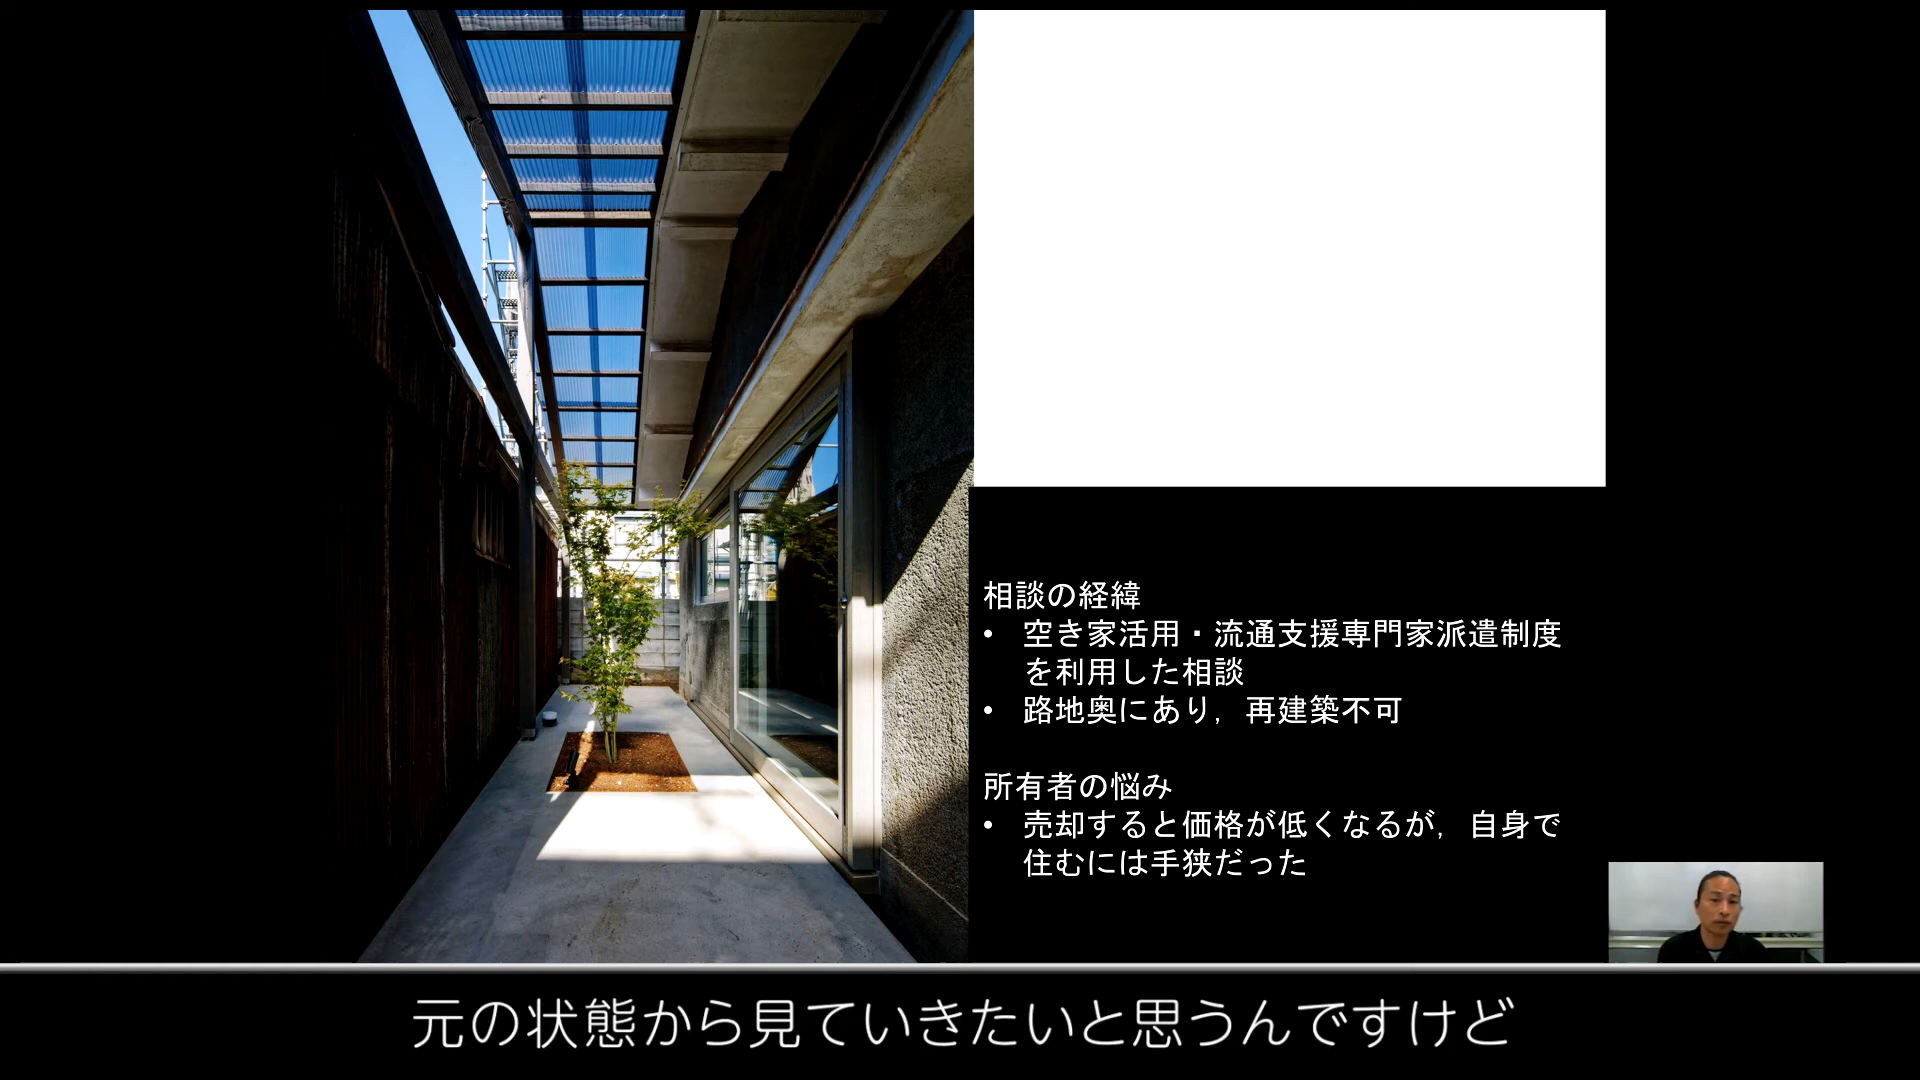 相談の経緯
• 空き家活用・流通支援専門家派遣制度
を利用した相談
• 路地奥にあり，再建築不可
所有者の悩み
• 売却すると価格が低くなるが，自身で
住むには手狭だった
元の状態から見ていきたいと思うんですけど